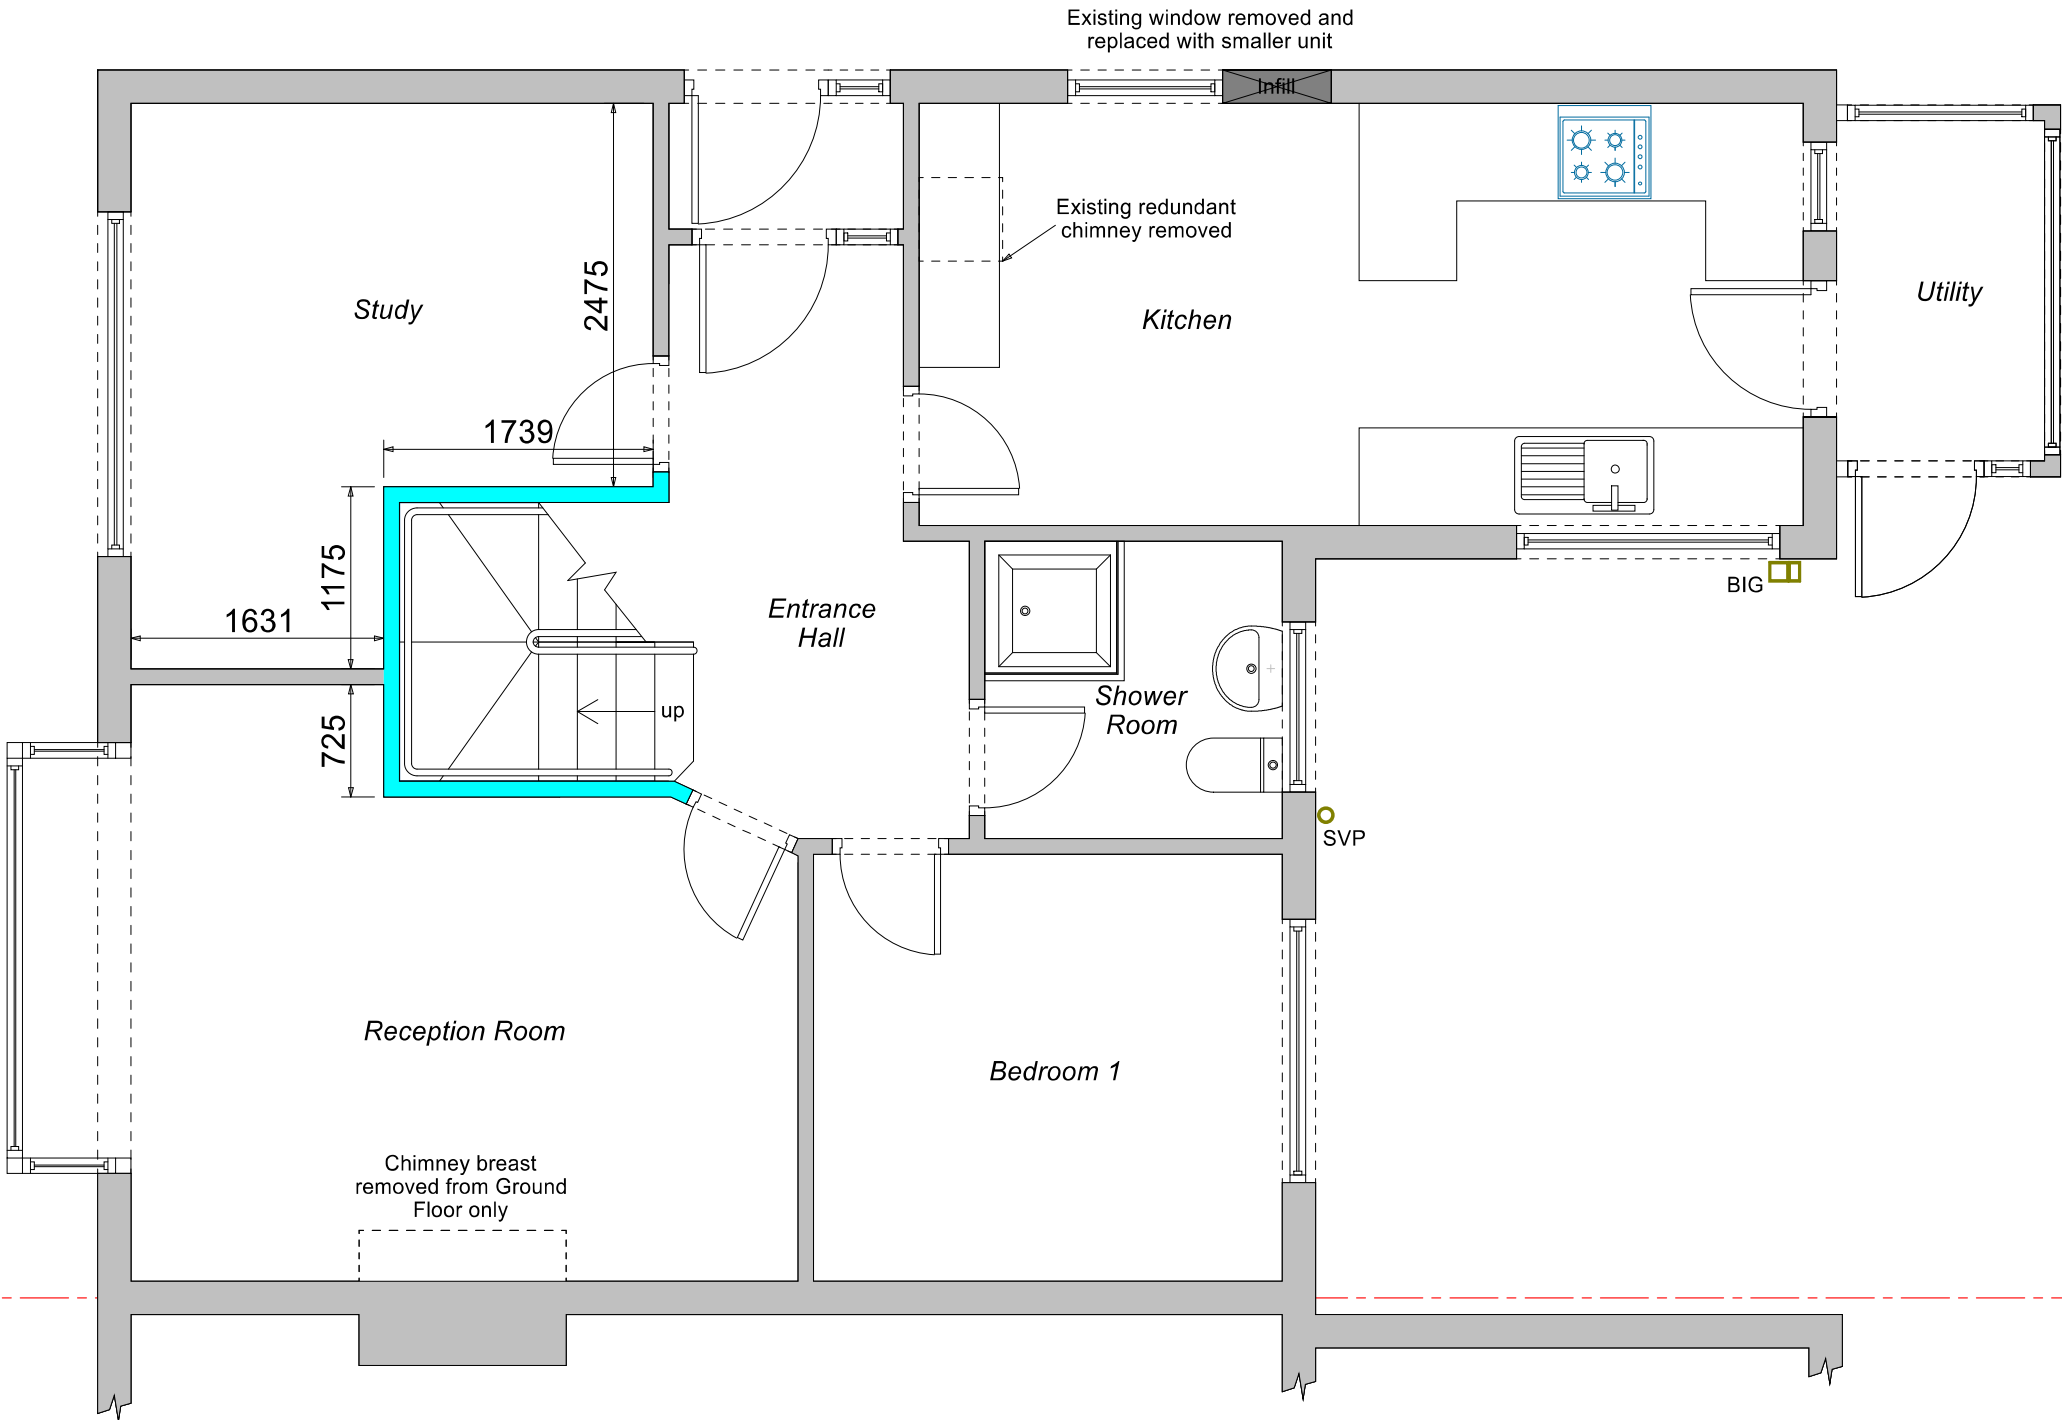 Existing window removed and
replaced with smaller unit
Infill
Existing redundant
chimney removed
Study
2475
Kitchen
Utility
1739
1175
1631
BIG
Entrance
Hall
Shower
Room
up
725
SVP
Reception Room
Bedroom 1
Chimney breast
removed from Ground
Floor only